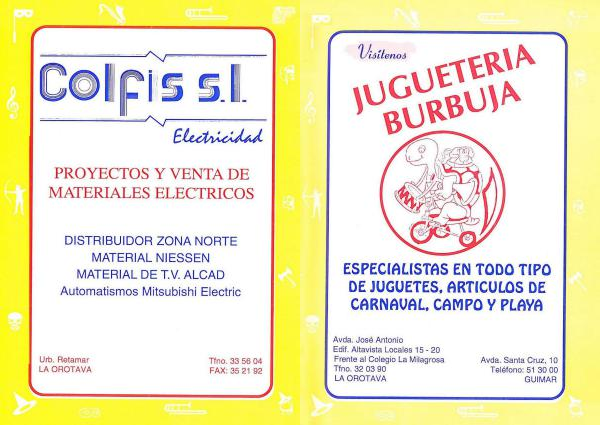 Colfis s.l.
Electricidad
PROYECTOS Y VENTA DE
MATERIALES ELECTRICOS
DISTRIBUIDOR ZONA NORTE
MATERIAL NIESSEN
MATERIAL DE T.V. ALCAD
Automatismos Mitsubishi Electric
Urb. Retamar
LA OROTAVA
Tfno. 33 56 04
FAX: 35 21 92
Visítenos
JUGUETERIA
BURBUJA
ESPECIALISTAS EN TODO TIPO
DE JUGUETES, ARTICULOS DE
CARNAVAL, CAMPO Y PLAYA
Avda. José Antonio
Edif. Altavista Locales 15 - 20
Frente al Colegio La Milagrosa
Tfno. 32 03 90
LA OROTAVA
Avda. Santa Cruz, 10
Teléfono: 51 30 00
GUIMAR